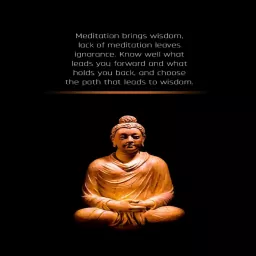 Meditation brings wisdom,
lack of meditation leaves
ignorance. Know well what
leads you forward and what
holds you back, and choose
the path that leads to wisdom.